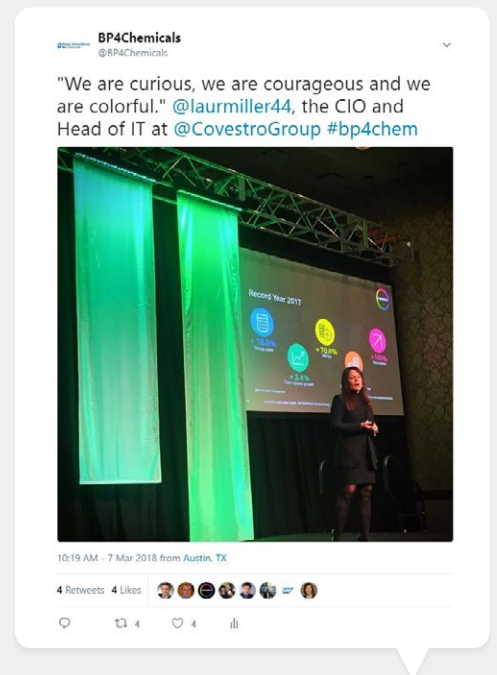 BP4Chemicals
@BP4Chemicals
"We are curious, we are courageous and we
are colorful." @laurmiller44, the CIO and
Head of IT at @CovestroGroup #bp4chem
Record Year 2017
10:19 AM - 7 Mar 2018 from Austin, TX
4 Retweets 4 Likes
4 4